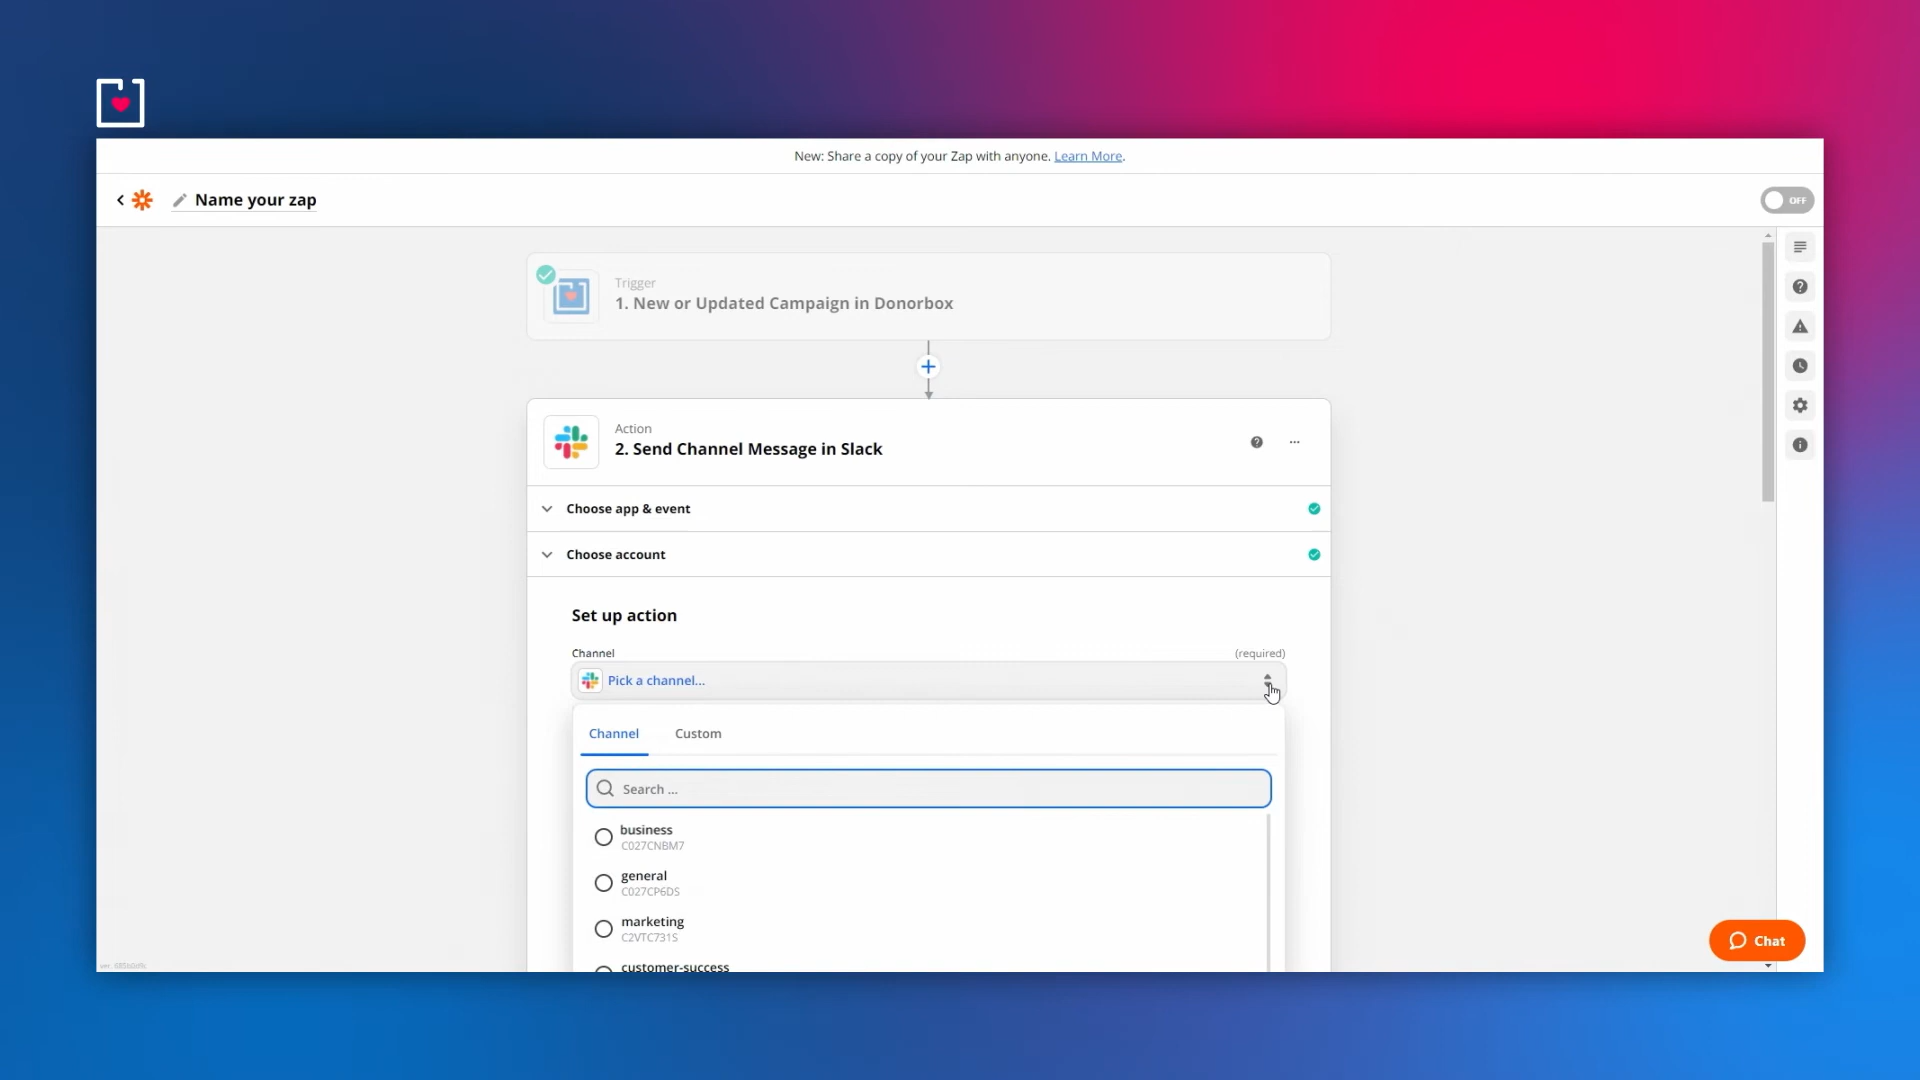 New: Share a copy of your Zap with anyone. Learn More.
Name your zap
OFF
Trigger
1. New or Updated Campaign in Donorbox
Action
2. Send Channel Message in Slack
Choose app & event
Choose account
Set up action
Channel
(required)
Pick a channel...
Channel
Custom
Search ...
business
C027CNBM7
general
C027CP6DS
marketing
C2VTC731S
customer-success
Chat